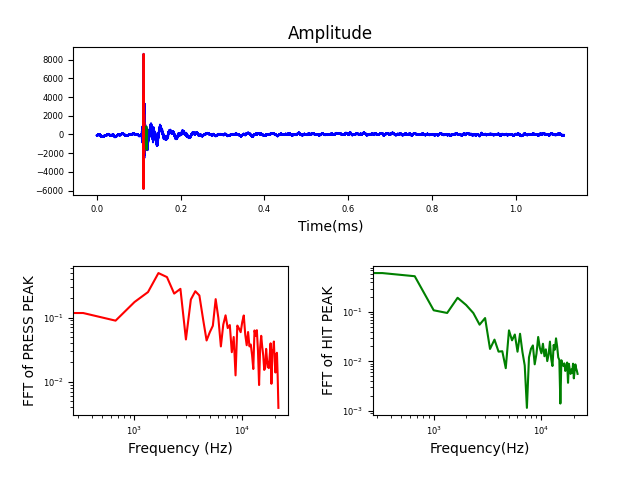 Amplitude
8000
6000
4000
2000
0
−2000
−4000
−6000
0.0 0.2 0.4 0.6 0.8 1.0
Time(ms)
FFT of PRESS PEAK
10⁻¹
10⁻²
10³ 10⁴
Frequency (Hz)
FFT of HIT PEAK
10⁻¹
10⁻²
10⁻³
10³ 10⁴
Frequency(Hz)